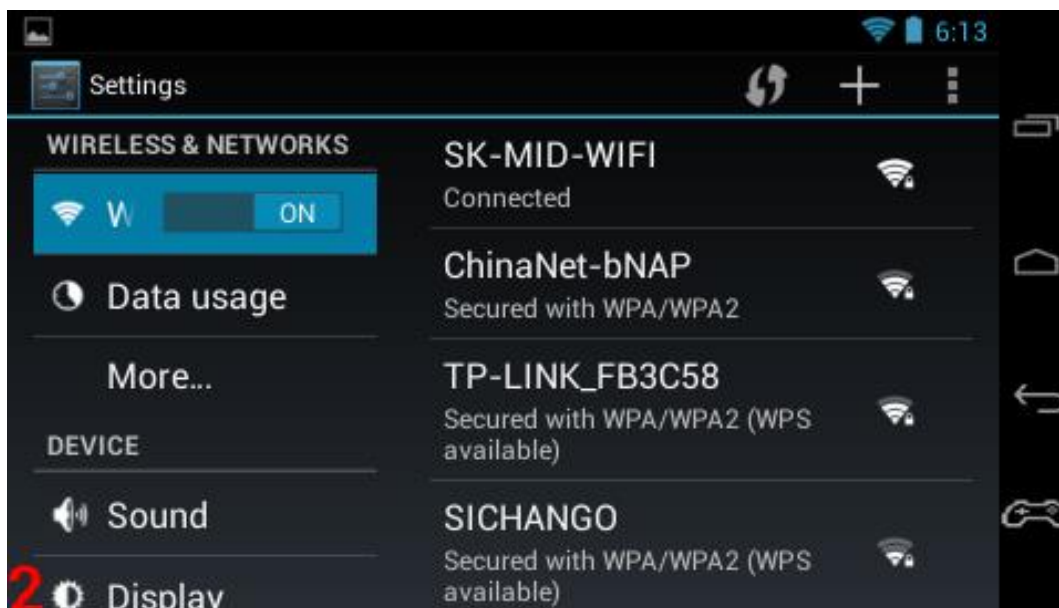 6:13
Settings
WIRELESS & NETWORKS
W
ON
Data usage
More...
DEVICE
Sound
2
Display
SK-MID-WIFI
Connected
ChinaNet-bNAP
Secured with WPA/WPA2
TP-LINK_FB3C58
Secured with WPA/WPA2 (WPS
available)
SICHANGO
Secured with WPA/WPA2 (WPS
available)